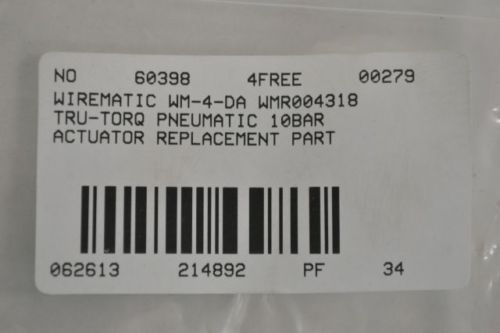 NO 60398 4FREE 00279
WIREMATIC WM-4-DA WMR004318
TRU-TORQ PNEUMATIC 10BAR
ACTUATOR REPLACEMENT PART
062613 214892 PF 34